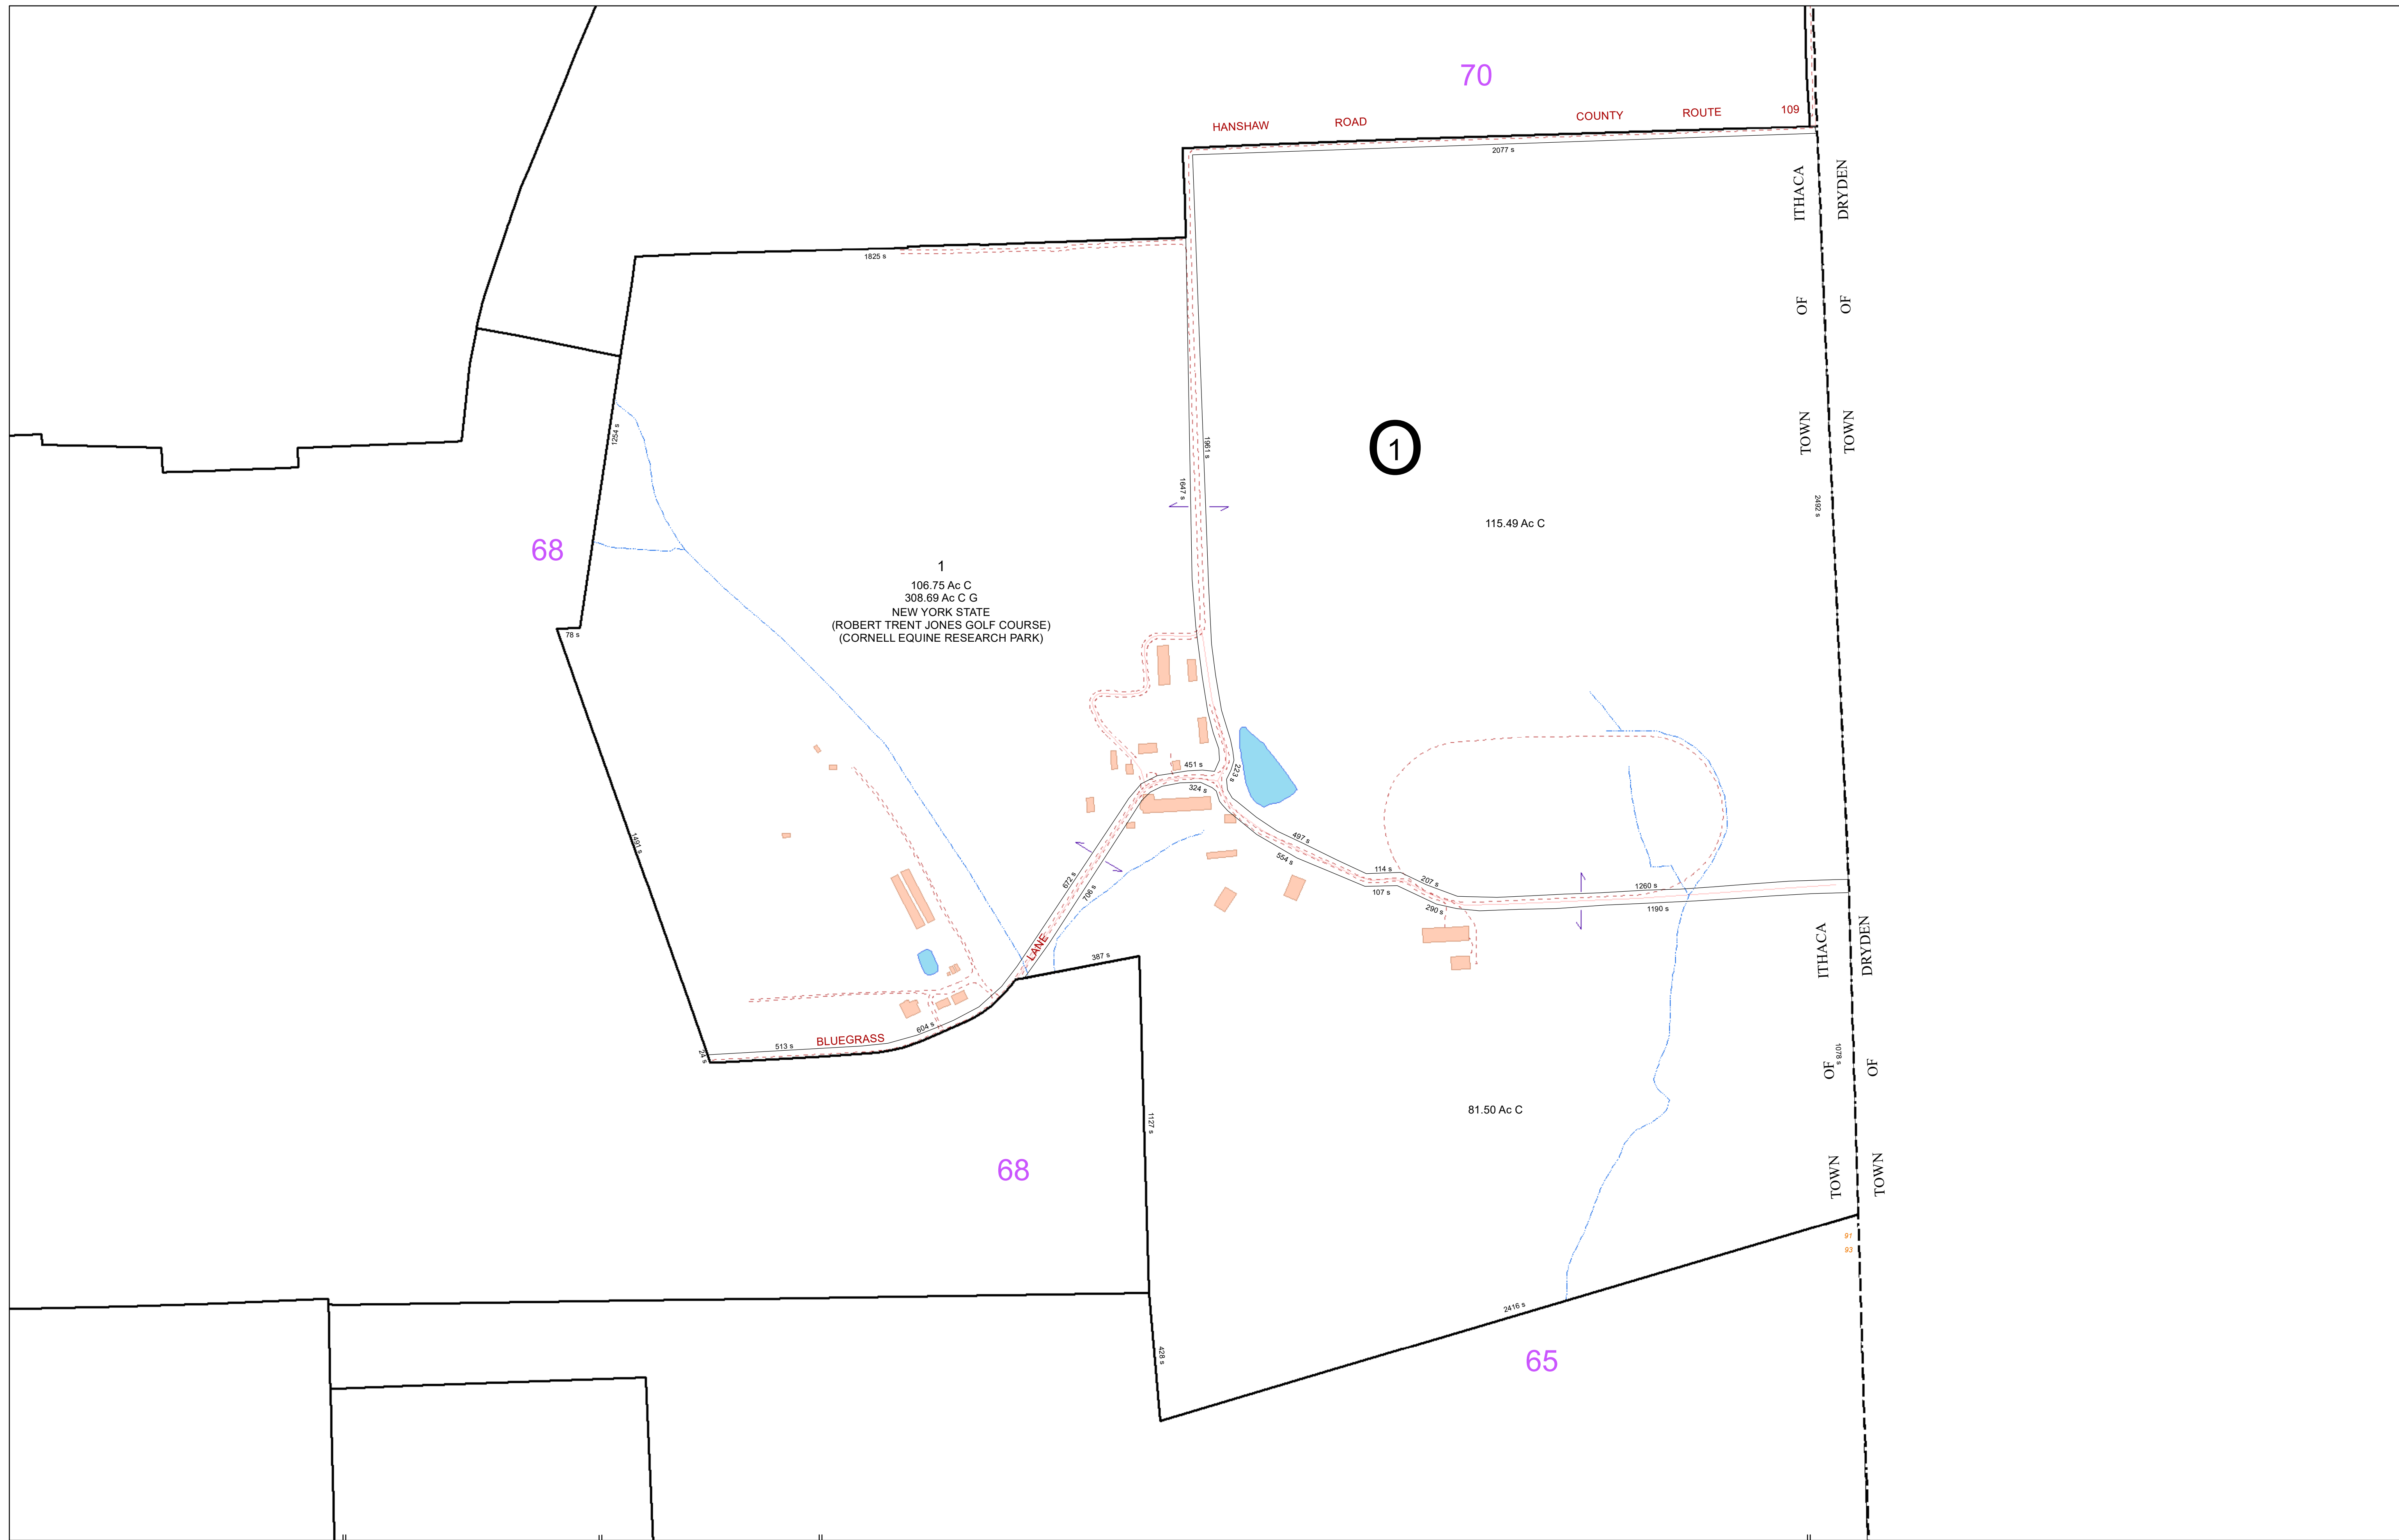 70
HANSHAW ROAD COUNTY ROUTE 109
2077 s
TOWN OF ITHACA
TOWN OF DRYDEN
1825 s
1254 s
1961 s
1647 s
1
2492 s
115.49 Ac C
68
1
106.75 Ac C
308.69 Ac C G
NEW YORK STATE
(ROBERT TRENT JONES GOLF COURSE)
(CORNELL EQUINE RESEARCH PARK)
78 s
451 s
223 s
324 s
1491 s
497 s
554 s
114 s
207 s
107 s
290 s
1260 s
1190 s
672 s
706 s
BLUEGRASS LANE
387 s
604 s
513 s
24 s
TOWN OF ITHACA
TOWN OF DRYDEN
1078 s
81.50 Ac C
1127 s
68
91
93
2416 s
428 s
65